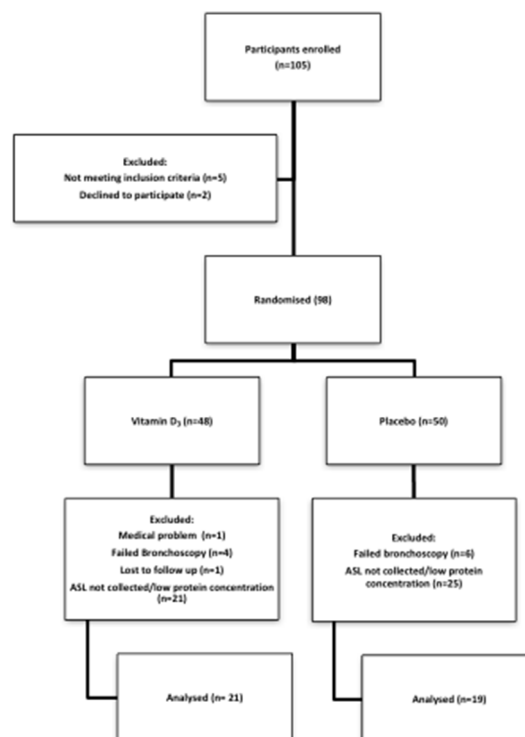 Participants enrolled
(n=105)
Excluded:
Not meeting inclusion criteria (n=5)
Declined to participate (n=2)
Randomised (98)
Vitamin D₃ (n=48)
Placebo (n=50)
Excluded:
Medical problem (n=1)
Failed Bronchoscopy (n=4)
Lost to follow up (n=1)
ASL not collected/low protein concentration
(n=21)
Excluded:
Failed bronchoscopy (n=6)
ASL not collected/low protein
concentration (n=25)
Analysed (n= 21)
Analysed (n=19)